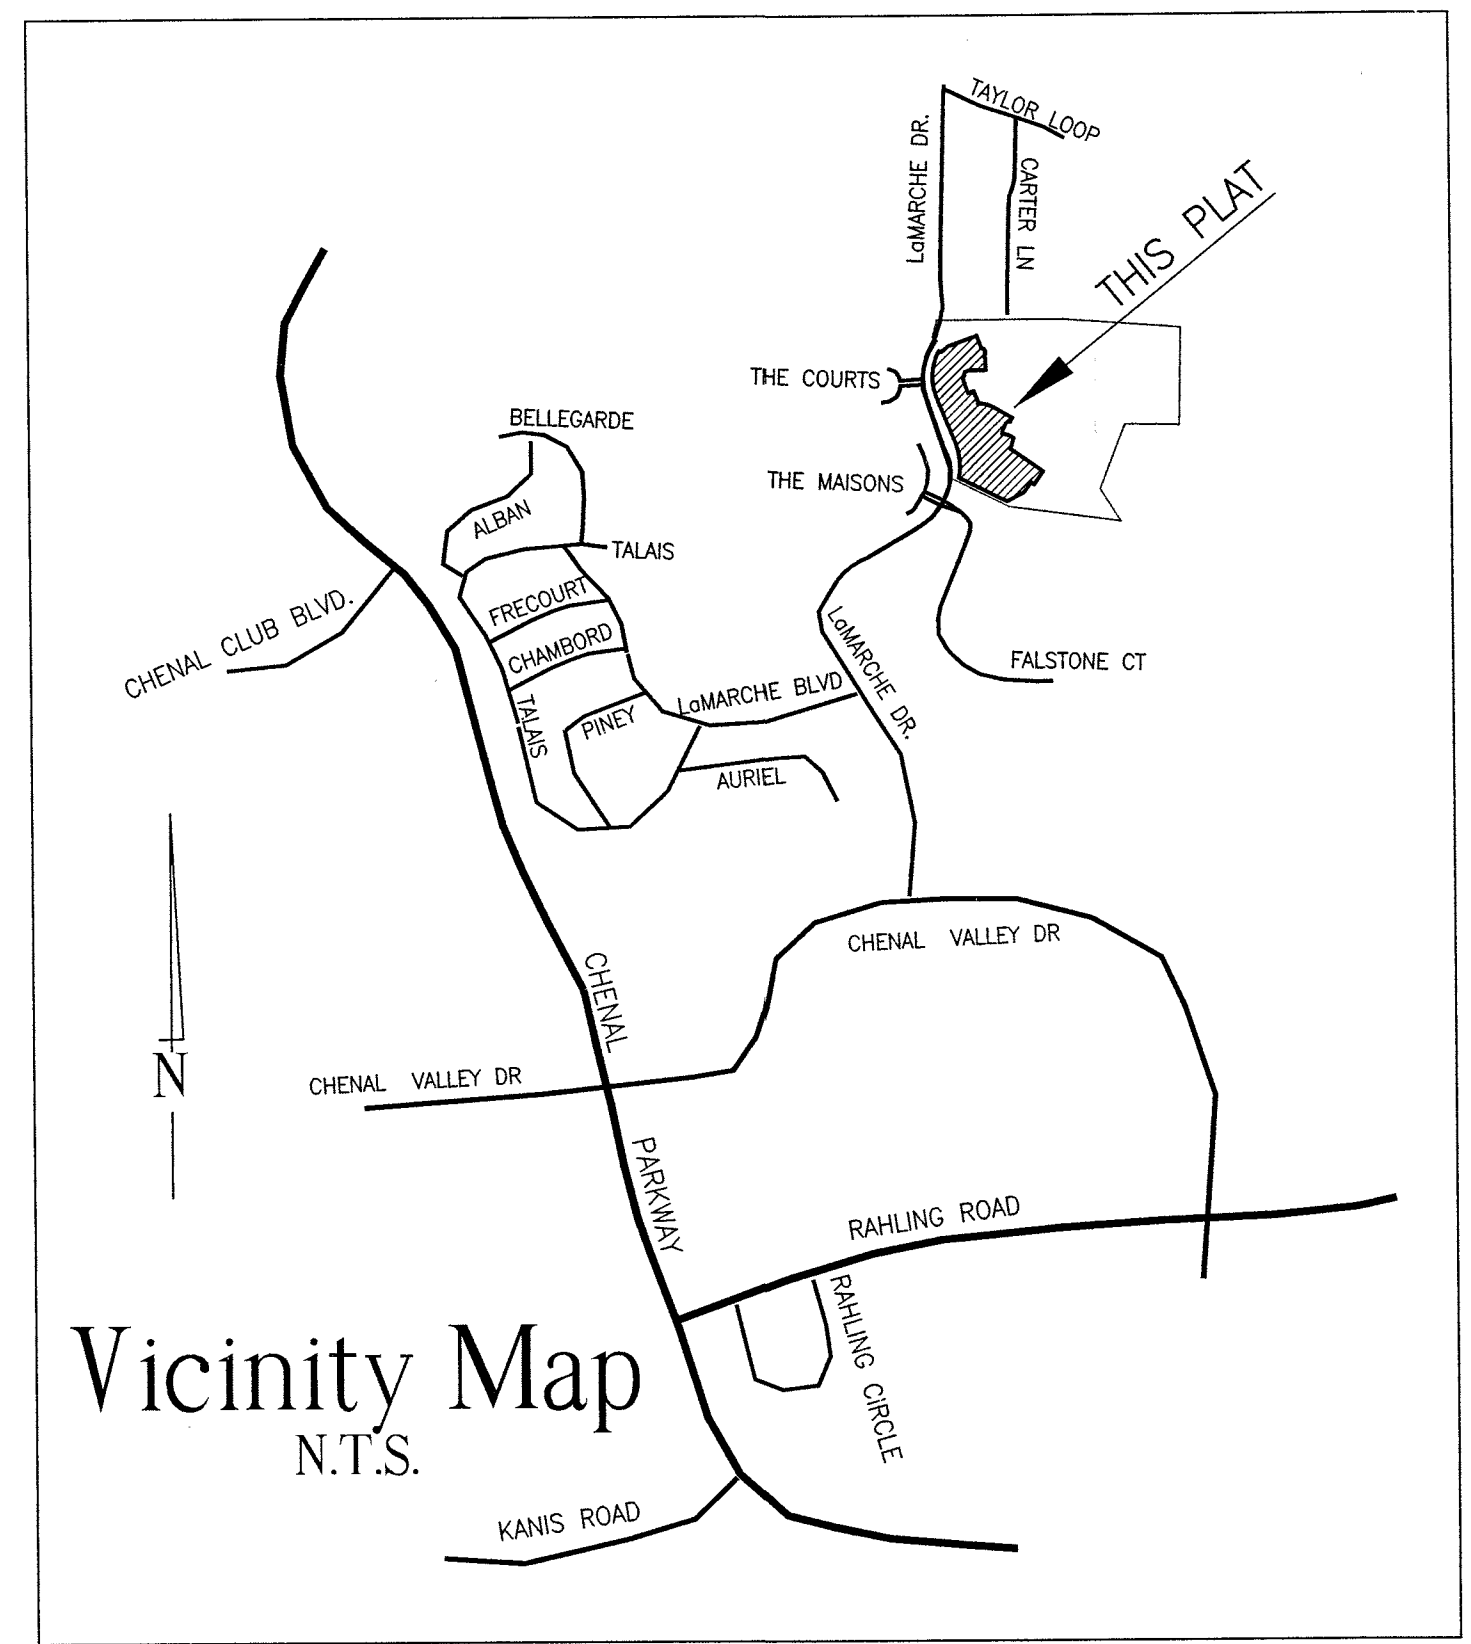 TAYLOR LOOP
LaMARCHE DR.
CARTER LN
THIS PLAT
THE COURTS
BELLEGARDE
THE MAISONS
ALBAN
TALAIS
FRECOURT
CHENAL CLUB BLVD.
CHAMBORD
LaMARCHE DR.
FALSTONE CT
LaMARCHE BLVD
TALAIS
PINEY
AURIEL
CHENAL VALLEY DR
CHENAL
N
CHENAL VALLEY DR
PARKWAY
RAHLING ROAD
RAHLING CiRCLE
Vicinity Map
N.T.S.
KANIS ROAD